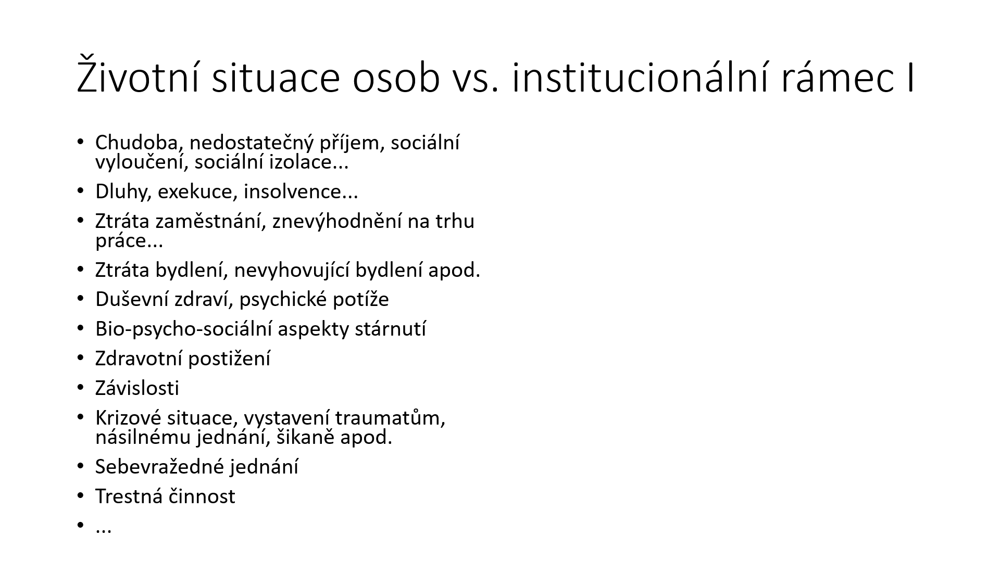 Životní situace osob vs. institucionální rámec I
• Chudoba, nedostatečný příjem, sociální
vyloučení, sociální izolace...
• Dluhy, exekuce, insolvence...
• Ztráta zaměstnání, znevýhodnění na trhu
práce...
• Ztráta bydlení, nevyhovující bydlení apod.
• Duševní zdraví, psychické potíže
• Bio-psycho-sociální aspekty stárnutí
• Zdravotní postižení
• Závislosti
• Krizové situace, vystavení traumatům,
násilnému jednání, šikaně apod.
• Sebevražedné jednání
• Trestná činnost
• ...